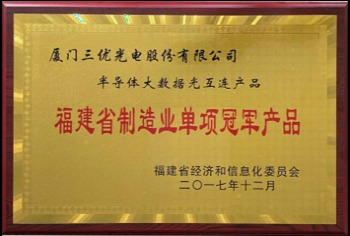 厦门三优光电股份有限公司
半导体大数据光互连产品
福建省制造业单项冠军产品
福建省经济和信息化委员会
二〇一七年十二月